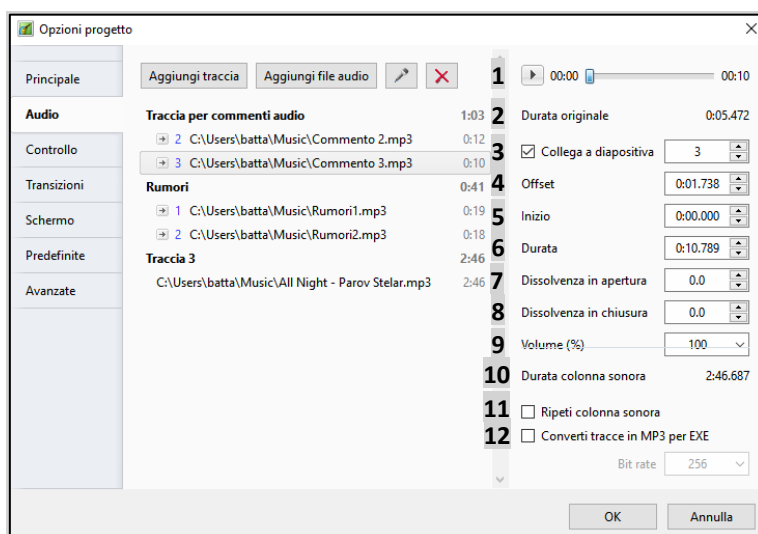 Opzioni progetto
Principale
Audio
Controllo
Transizioni
Schermo
Predefinite
Avanzate
Aggiungi traccia Aggiungi file audio
Traccia per commenti audio 1:03
2 C:\Users\batta\Music\Commento 2.mp3 0:12
3 C:\Users\batta\Music\Commento 3.mp3 0:10
Rumori 0:41
1 C:\Users\batta\Music\Rumori1.mp3 0:19
2 C:\Users\batta\Music\Rumori2.mp3 0:18
Traccia 3 2:46
C:\Users\batta\Music\All Night - Parov Stelar.mp3 2:46
1 00:00 00:10
2 Durata originale 0:05.472
3 Collega a diapositiva 3
4 Offset 0:01.738
5 Inizio 0:00.000
6 Durata 0:10.789
7 Dissolvenza in apertura 0.0
8 Dissolvenza in chiusura 0.0
9 Volume (%) 100
10 Durata colonna sonora 2:46.687
11 Ripeti colonna sonora
12 Converti tracce in MP3 per EXE
Bit rate 256
OK Annulla